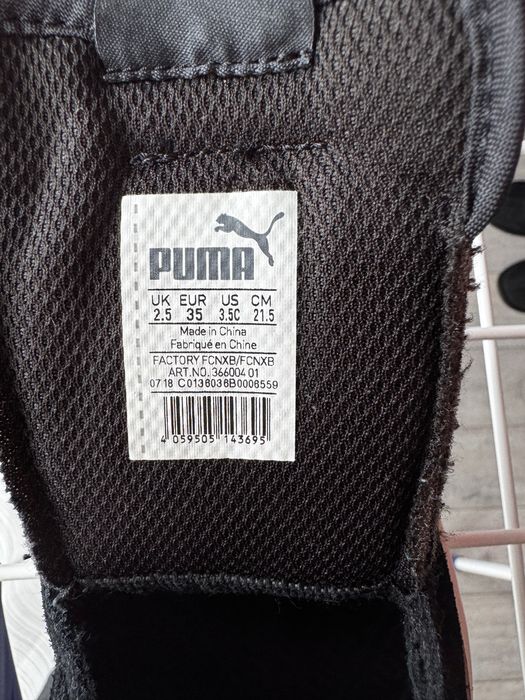 PUMA
UK EUR US CM
2.5 35 3.5C 21.5
Made in China
Fabriqué en Chine
FACTORY FCNXB/FCNXB
ART.NO. 366004 01
0718 C0136036B0006559
4 059505 143695